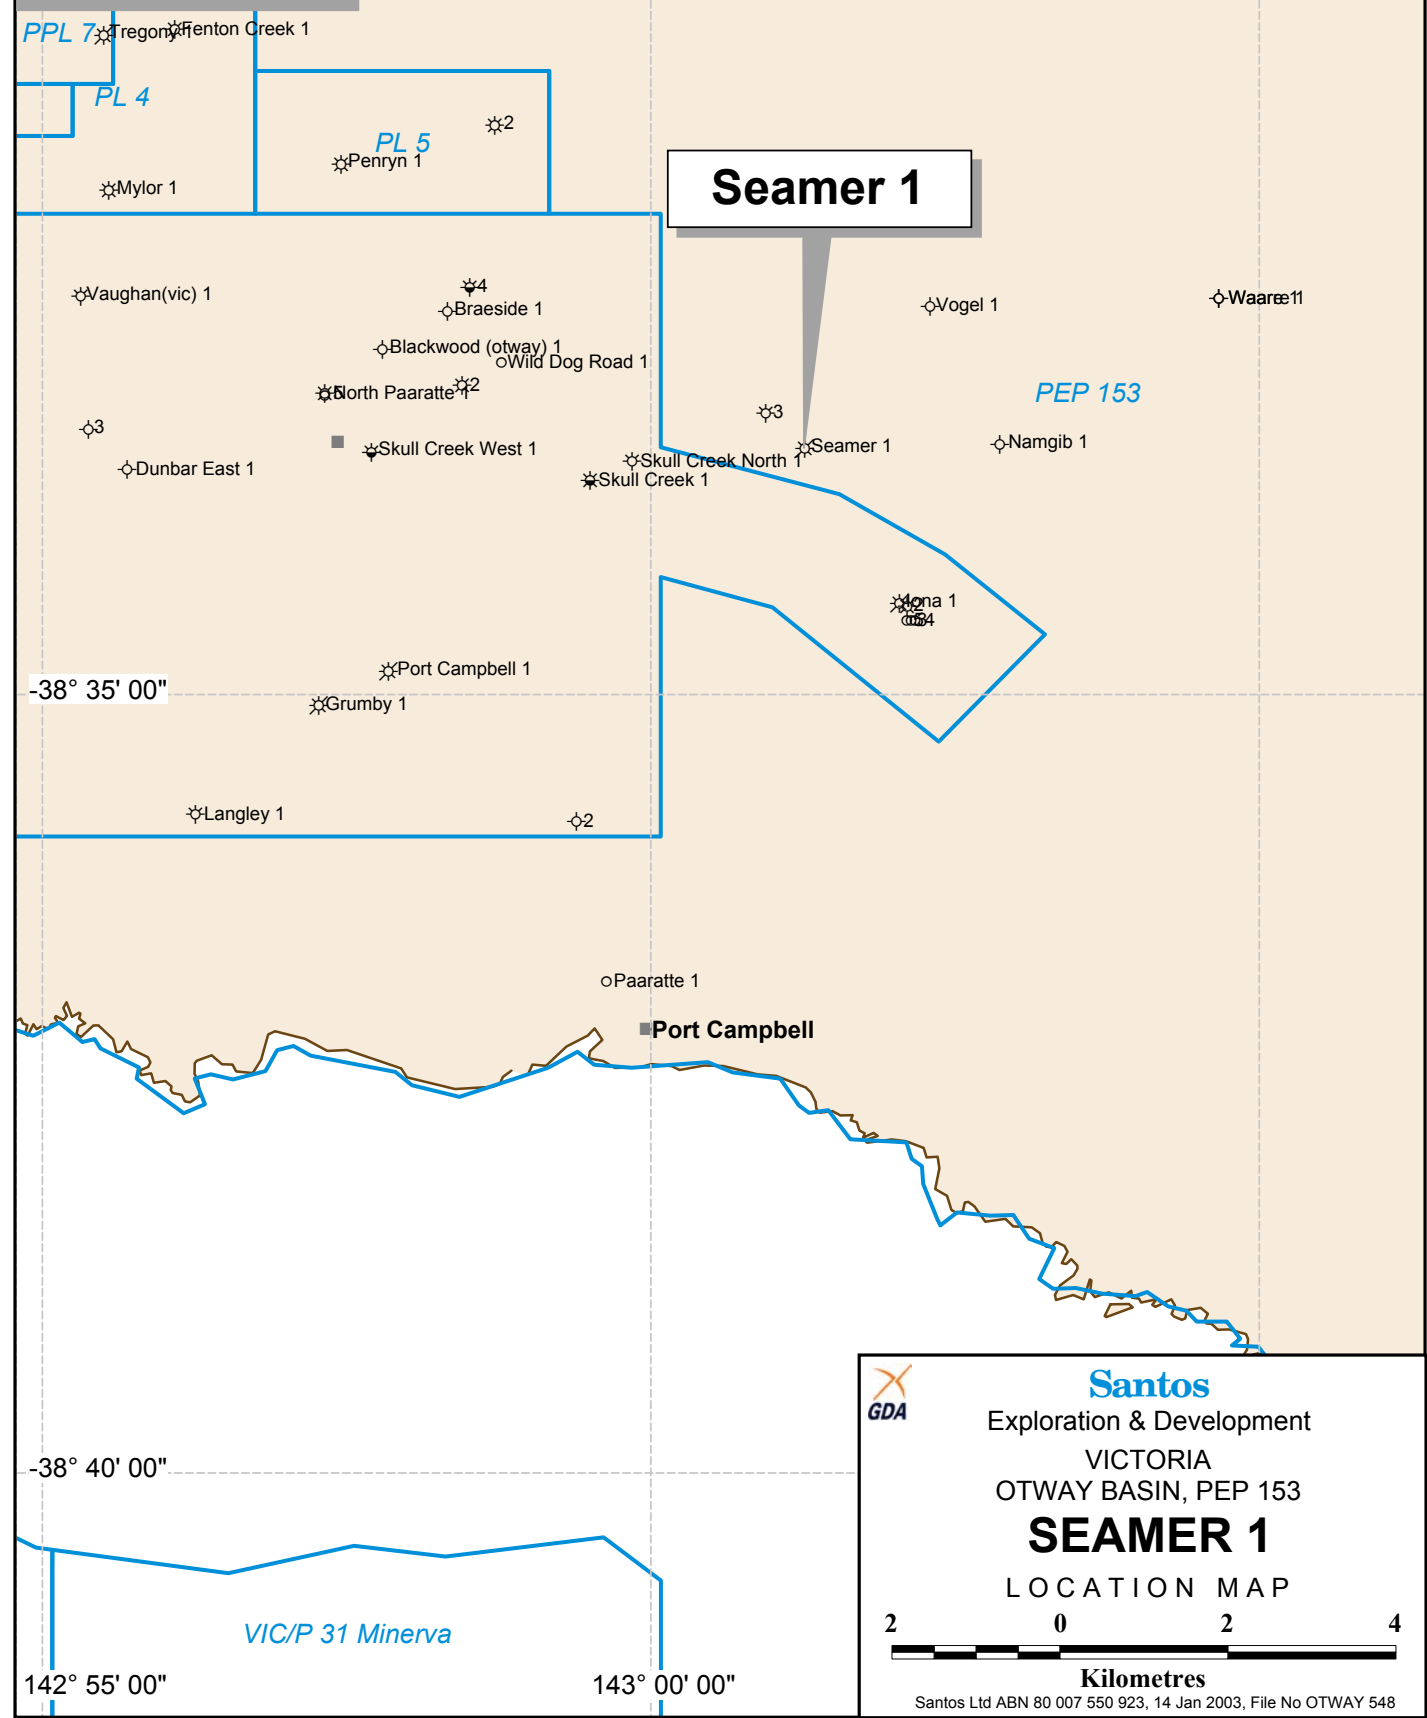 PPL 7
Tregony 1
Fenton Creek 1
PL 4
2
PL 5
Penryn 1
Mylor 1
Seamer 1
Vaughan(vic) 1
4
Braeside 1
Vogel 1
Waarre 1
Blackwood (otway) 1
Wild Dog Road 1
2
North Paaratte 1
5
PEP 153
3
3
Seamer 1
Namgib 1
Skull Creek West 1
Skull Creek North 1
Dunbar East 1
Skull Creek 1
Iona 1
2
4
Port Campbell 1
-38° 35' 00"
Grumby 1
Langley 1
2
Paaratte 1
Port Campbell
GDA
Santos
Exploration & Development
VICTORIA
OTWAY BASIN, PEP 153
SEAMER 1
LOCATION MAP
-38° 40' 00"
VIC/P 31 Minerva
2 0 2 4
Kilometres
142° 55' 00"
143° 00' 00"
Santos Ltd ABN 80 007 550 923, 14 Jan 2003, File No OTWAY 548